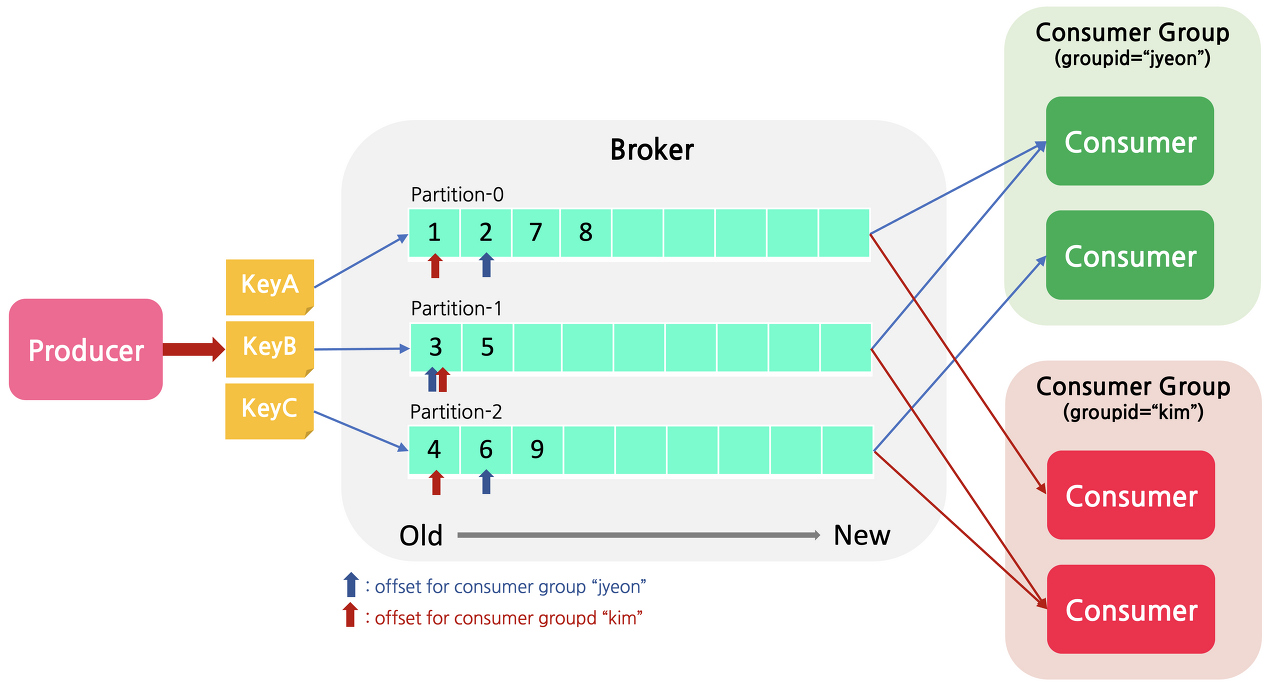 Producer
KeyA
KeyB
KeyC
Broker
Partition-0
1 2 7 8
Partition-1
3 5
Partition-2
4 6 9
Old
New
: offset for consumer group “jyeon”
: offset for consumer groupd “kim”
Consumer Group
(groupid=“jyeon”)
Consumer
Consumer
Consumer Group
(groupid=“kim”)
Consumer
Consumer